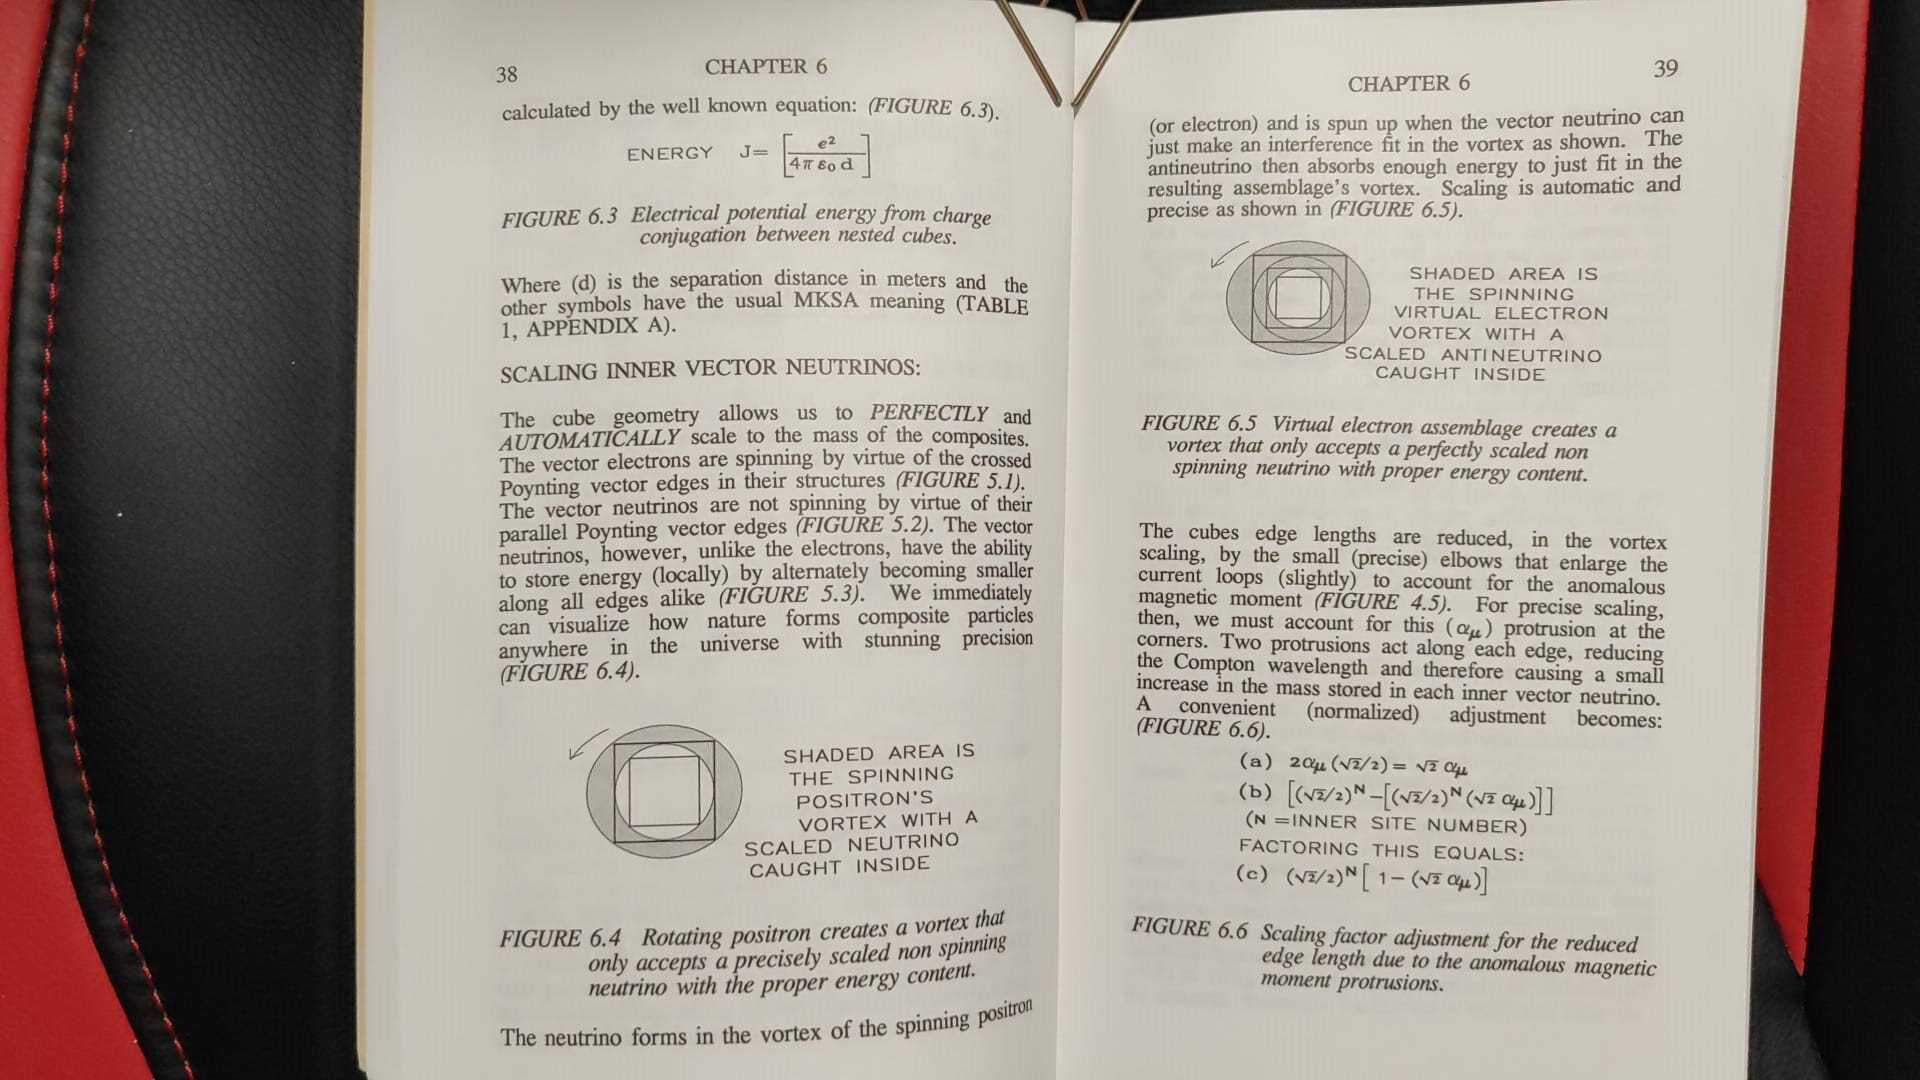 38
CHAPTER 6
calculated by the well known equation: (FIGURE 6.3).
ENERGY J= [e²/4π ε₀ d]
FIGURE 6.3 Electrical potential energy from charge
conjugation between nested cubes.
Where (d) is the separation distance in meters and the
other symbols have the usual MKSA meaning (TABLE
1, APPENDIX A).
SCALING INNER VECTOR NEUTRINOS:
The cube geometry allows us to PERFECTLY and
AUTOMATICALLY scale to the mass of the composites.
The vector electrons are spinning by virtue of the crossed
Poynting vector edges in their structures (FIGURE 5.1).
The vector neutrinos are not spinning by virtue of their
parallel Poynting vector edges (FIGURE 5.2). The vector
neutrinos, however, unlike the electrons, have the ability
to store energy (locally) by alternately becoming smaller
along all edges alike (FIGURE 5.3). We immediately
can visualize how nature forms composite particles
anywhere in the universe with stunning precision
(FIGURE 6.4).
SHADED AREA IS
THE SPINNING
POSITRON'S
VORTEX WITH A
SCALED NEUTRINO
CAUGHT INSIDE
FIGURE 6.4 Rotating positron creates a vortex that
only accepts a precisely scaled non spinning
neutrino with the proper energy content.
The neutrino forms in the vortex of the spinning positron
39
CHAPTER 6
(or electron) and is spun up when the vector neutrino can
just make an interference fit in the vortex as shown. The
antineutrino then absorbs enough energy to just fit in the
resulting assemblage's vortex. Scaling is automatic and
precise as shown in (FIGURE 6.5).
SHADED AREA IS
THE SPINNING
VIRTUAL ELECTRON
VORTEX WITH A
SCALED ANTINEUTRINO
CAUGHT INSIDE
FIGURE 6.5 Virtual electron assemblage creates a
vortex that only accepts a perfectly scaled non
spinning neutrino with proper energy content.
The cubes edge lengths are reduced, in the vortex
scaling, by the small (precise) elbows that enlarge the
current loops (slightly) to account for the anomalous
magnetic moment (FIGURE 4.5). For precise scaling,
then, we must account for this (αμ) protrusion at the
corners. Two protrusions act along each edge, reducing
the Compton wavelength and therefore causing a small
increase in the mass stored in each inner vector neutrino.
A convenient (normalized) adjustment becomes:
(FIGURE 6.6).
(a) 2αμ (√2/2) = √2 αμ
(b) [(√2/2)ᴺ – [(√2/2)ᴺ (√2 αμ)]]
(N = INNER SITE NUMBER)
FACTORING THIS EQUALS:
(c) (√2/2)ᴺ [ 1 – (√2 αμ)]
FIGURE 6.6 Scaling factor adjustment for the reduced
edge length due to the anomalous magnetic
moment protrusions.